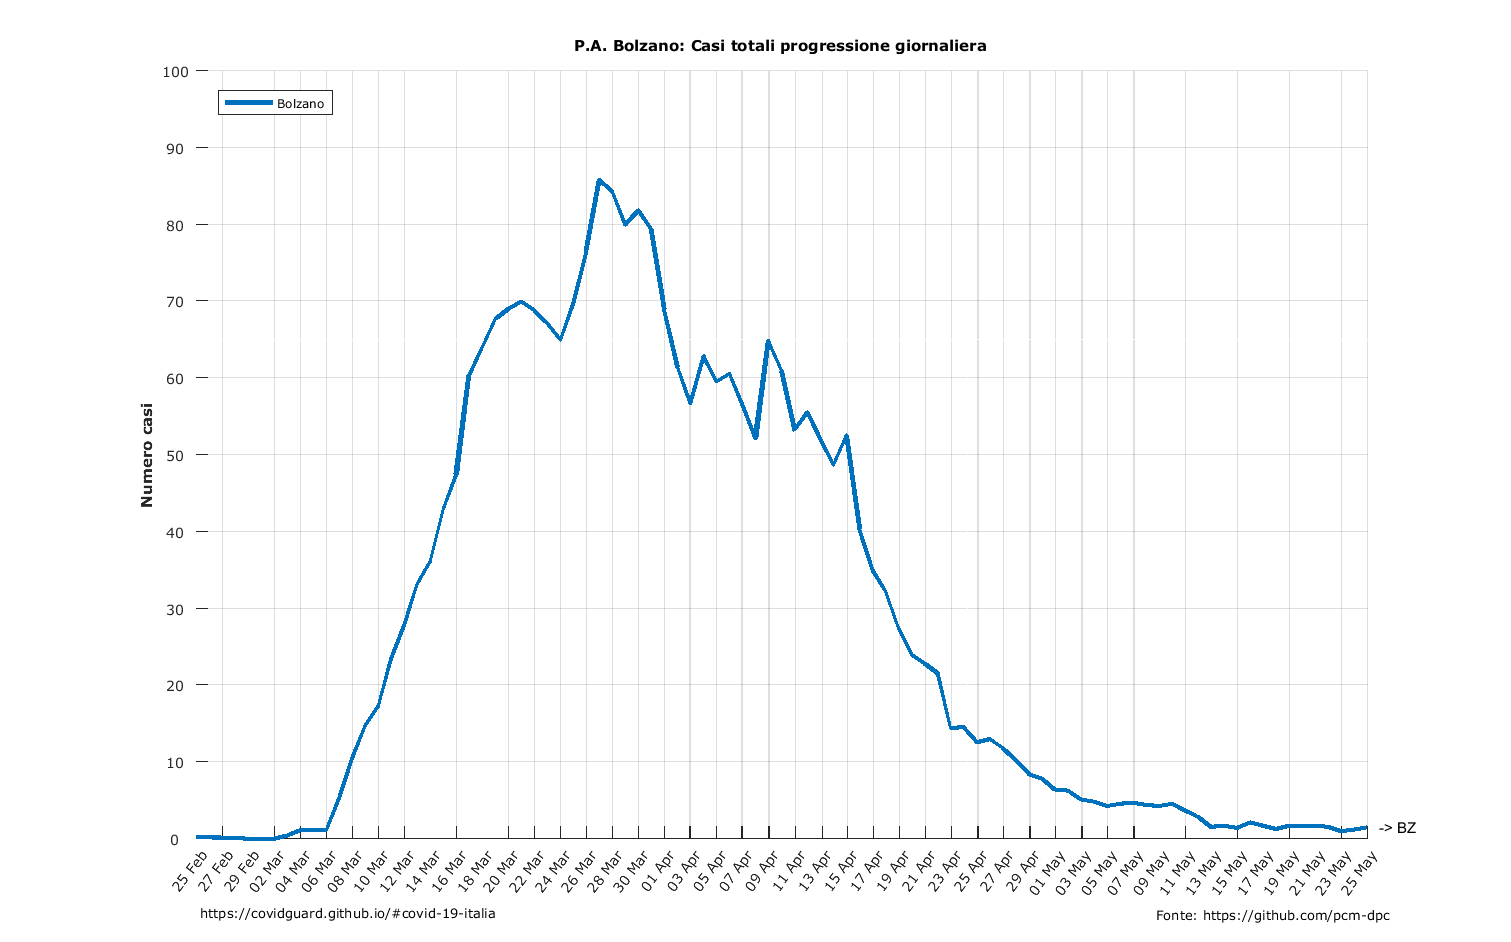 P.A. Bolzano: Casi totali progressione giornaliera
100
Bolzano
90
80
70
60
50
40
30
20
10
0
Numero casi
-> BZ
25 Feb
27 Feb
29 Feb
02 Mar
04 Mar
06 Mar
08 Mar
10 Mar
12 Mar
14 Mar
16 Mar
18 Mar
20 Mar
22 Mar
24 Mar
26 Mar
28 Mar
30 Mar
01 Apr
03 Apr
05 Apr
07 Apr
09 Apr
11 Apr
13 Apr
15 Apr
17 Apr
19 Apr
21 Apr
23 Apr
25 Apr
27 Apr
29 Apr
01 May
03 May
05 May
07 May
09 May
11 May
13 May
15 May
17 May
19 May
21 May
23 May
25 May
https://covidguard.github.io/#covid-19-italia
Fonte: https://github.com/pcm-dpc